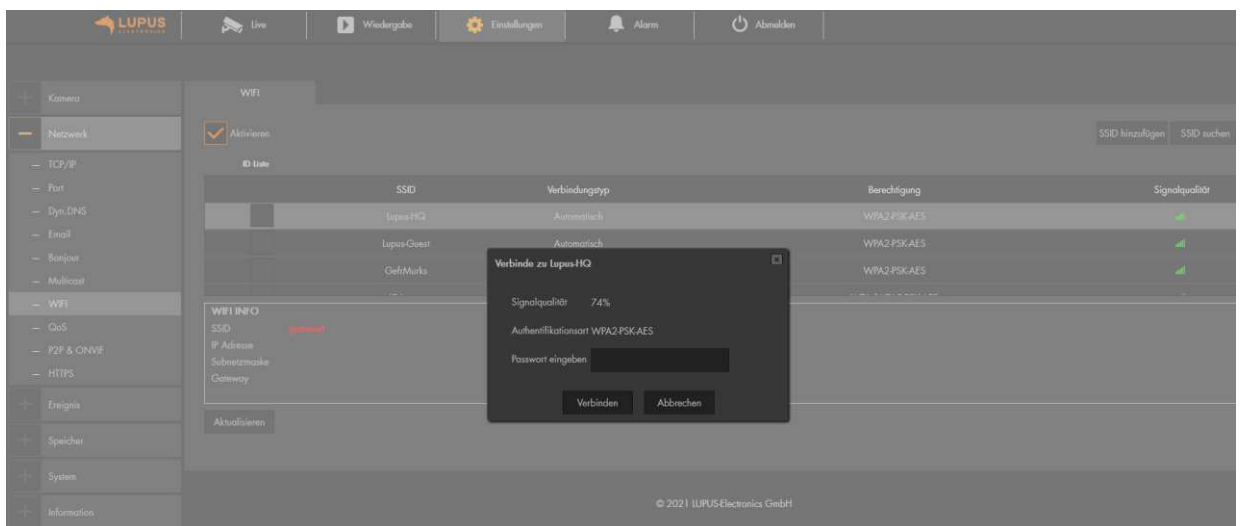 LUPUS
ELECTRONICS
Live
Wiedergabe
Einstellungen
Alarm
Abmelden
Kamera
WIFI
Netzwerk
Aktivieren
SSID hinzufügen
SSID suchen
TCP/IP
ID Liste
Port
SSID
Verbindungstyp
Berechtigung
Signalqualität
Dyn.DNS
Lupus-HQ
Automatisch
WPA2-PSK-AES
Email
Lupus-Guest
Automatisch
WPA2-PSK-AES
Bonjour
GehtMurks
WPA2-PSK-AES
Multicast
Verbinde zu Lupus-HQ
Signalqualität 74%
Authentifikationsart WPA2-PSK-AES
Passwort eingeben
Verbinden
Abbrechen
WIFI
WIFI INFO
QoS
SSID
P2P & ONVIF
IP Adresse
Subnetzmaske
HTTPS
Gateway
Ereignis
Aktualisieren
Speicher
System
Information
© 2021 LUPUS-Electronics GmbH